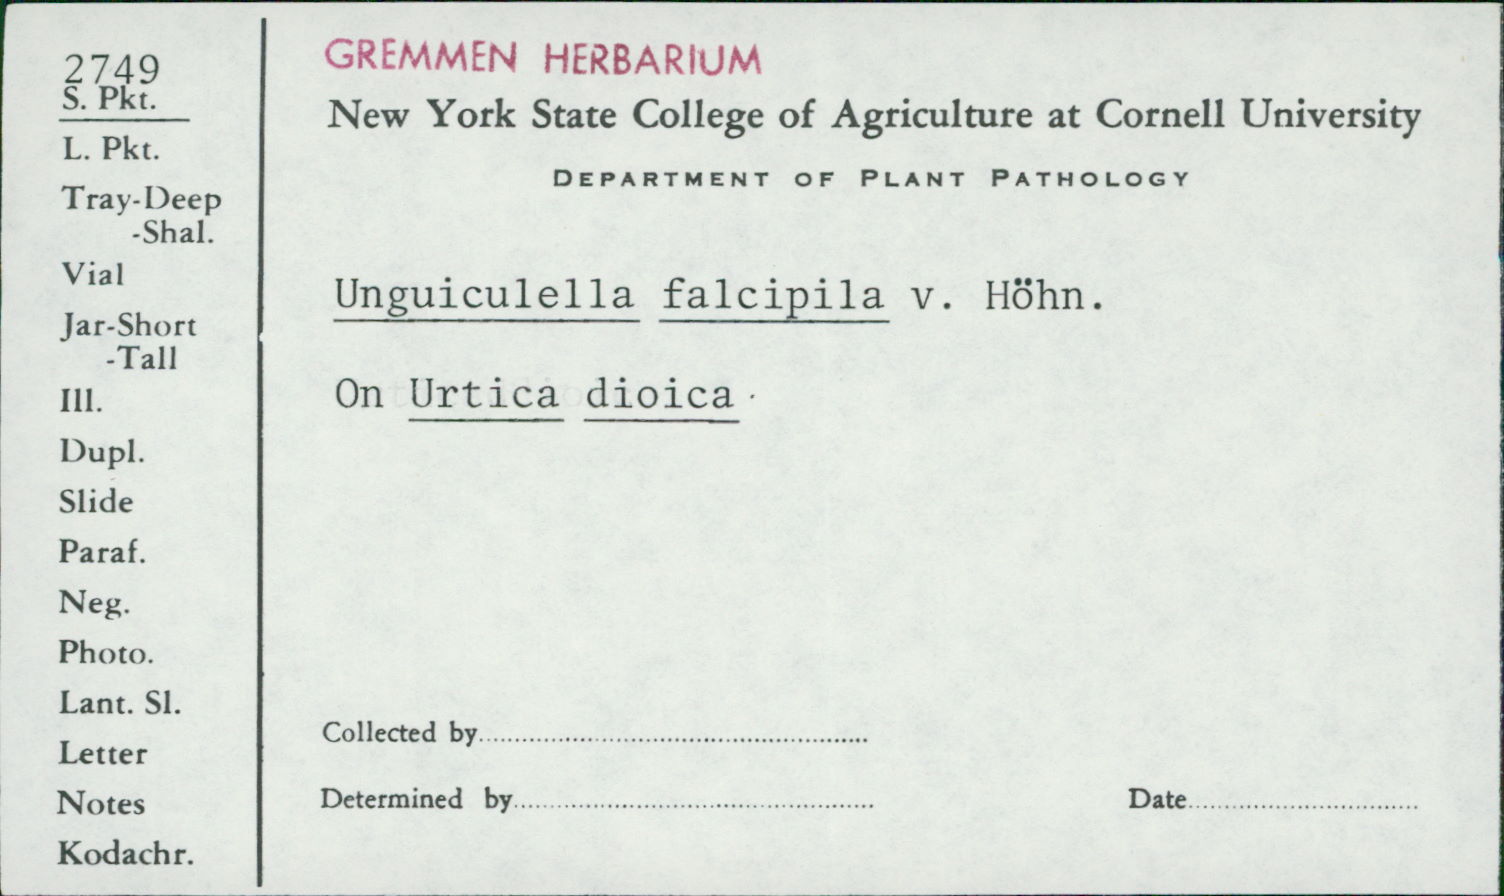 2749
S. Pkt.
L. Pkt.
Tray-Deep
-Shal.
Vial
Jar-Short
-Tall
Ill.
Dupl.
Slide
Paraf.
Neg.
Photo.
Lant. Sl.
Letter
Notes
Kodachr.
GREMMEN HERBARIUM
New York State College of Agriculture at Cornell University
DEPARTMENT OF PLANT PATHOLOGY
Unguiculella falcipila v. Höhn.
On Urtica dioica
Collected by
Determined by
Date